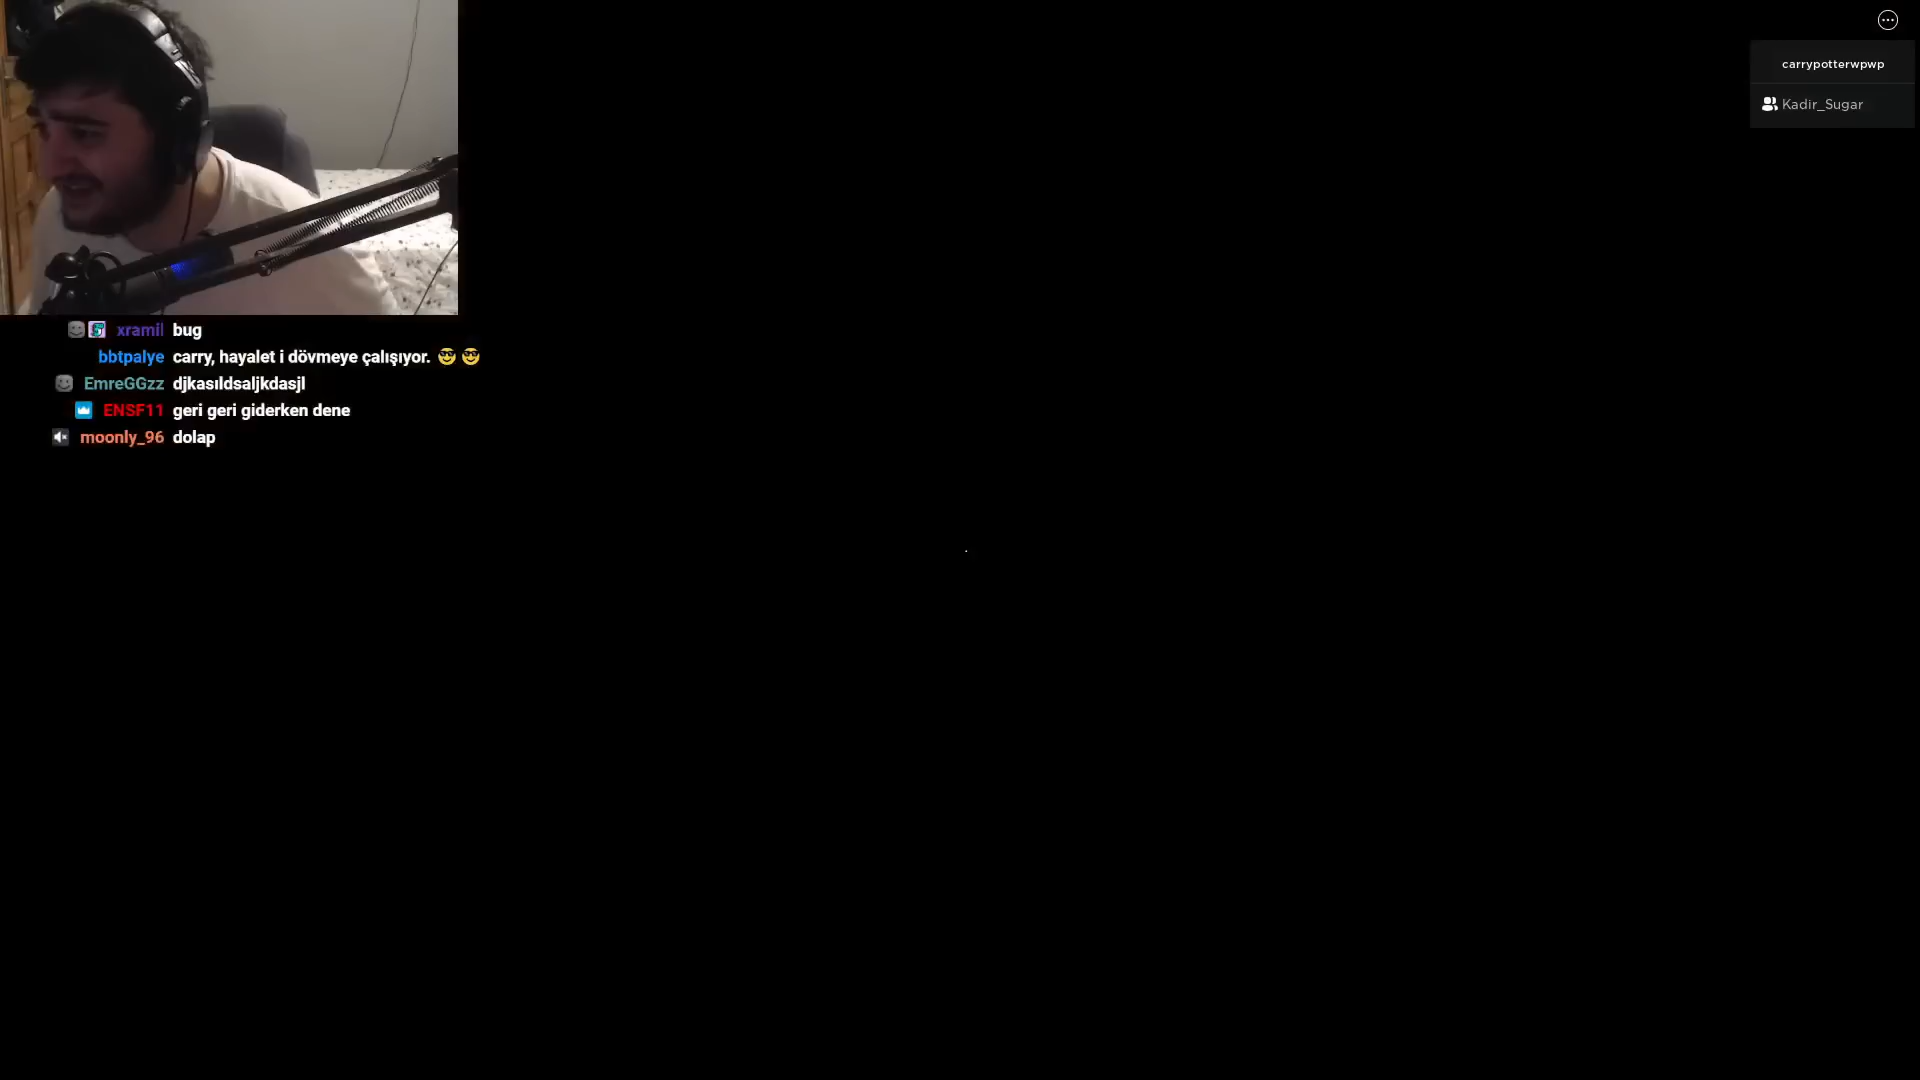 carrypotterwpwp
Kadir_Sugar
xramil bug
bbtpalye carry, hayalet i dövmeye çalışıyor. 😎 😎
EmreGGzz djkasıldsaljkdasjl
ENSF11 geri geri giderken dene
moonly_96 dolap